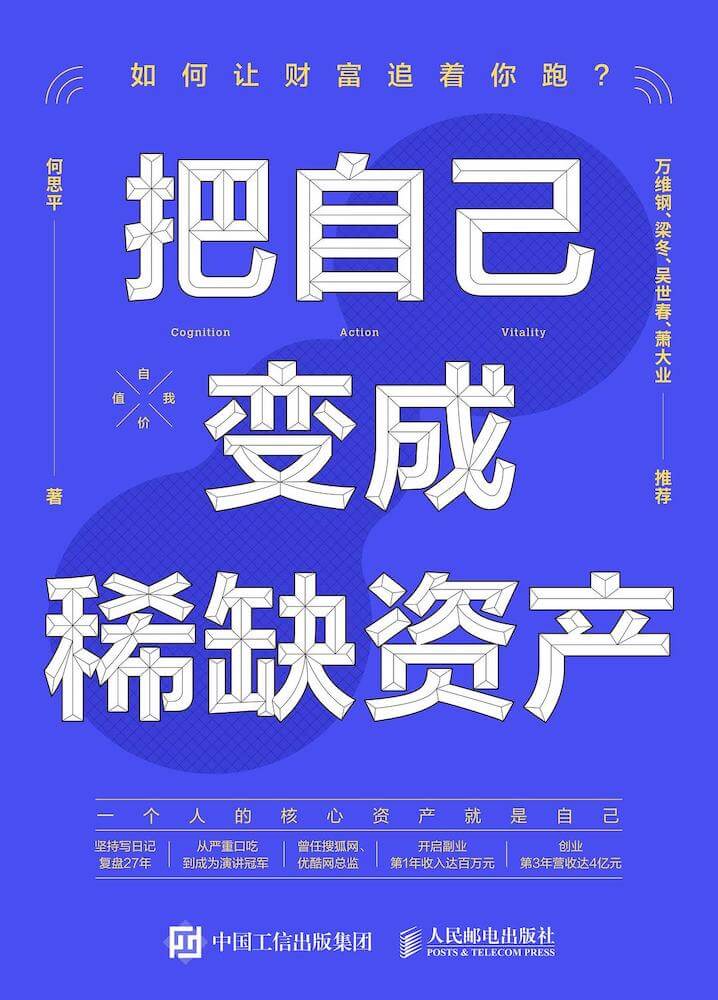 如何让财富追着你跑？
何思平 著
万维钢、梁冬、吴世春、萧大业 推荐
把自己
Cognition Action Vitality
自我价值
变成
稀缺资产
一个人的核心资产就是自己
坚持写日记
复盘27年
从严重口吃
到成为演讲冠军
曾任搜狐网、
优酷网总监
开启副业
第1年收入达百万元
创业
第3年营收达4亿元
中国工信出版集团
人民邮电出版社
POSTS & TELECOM PRESS